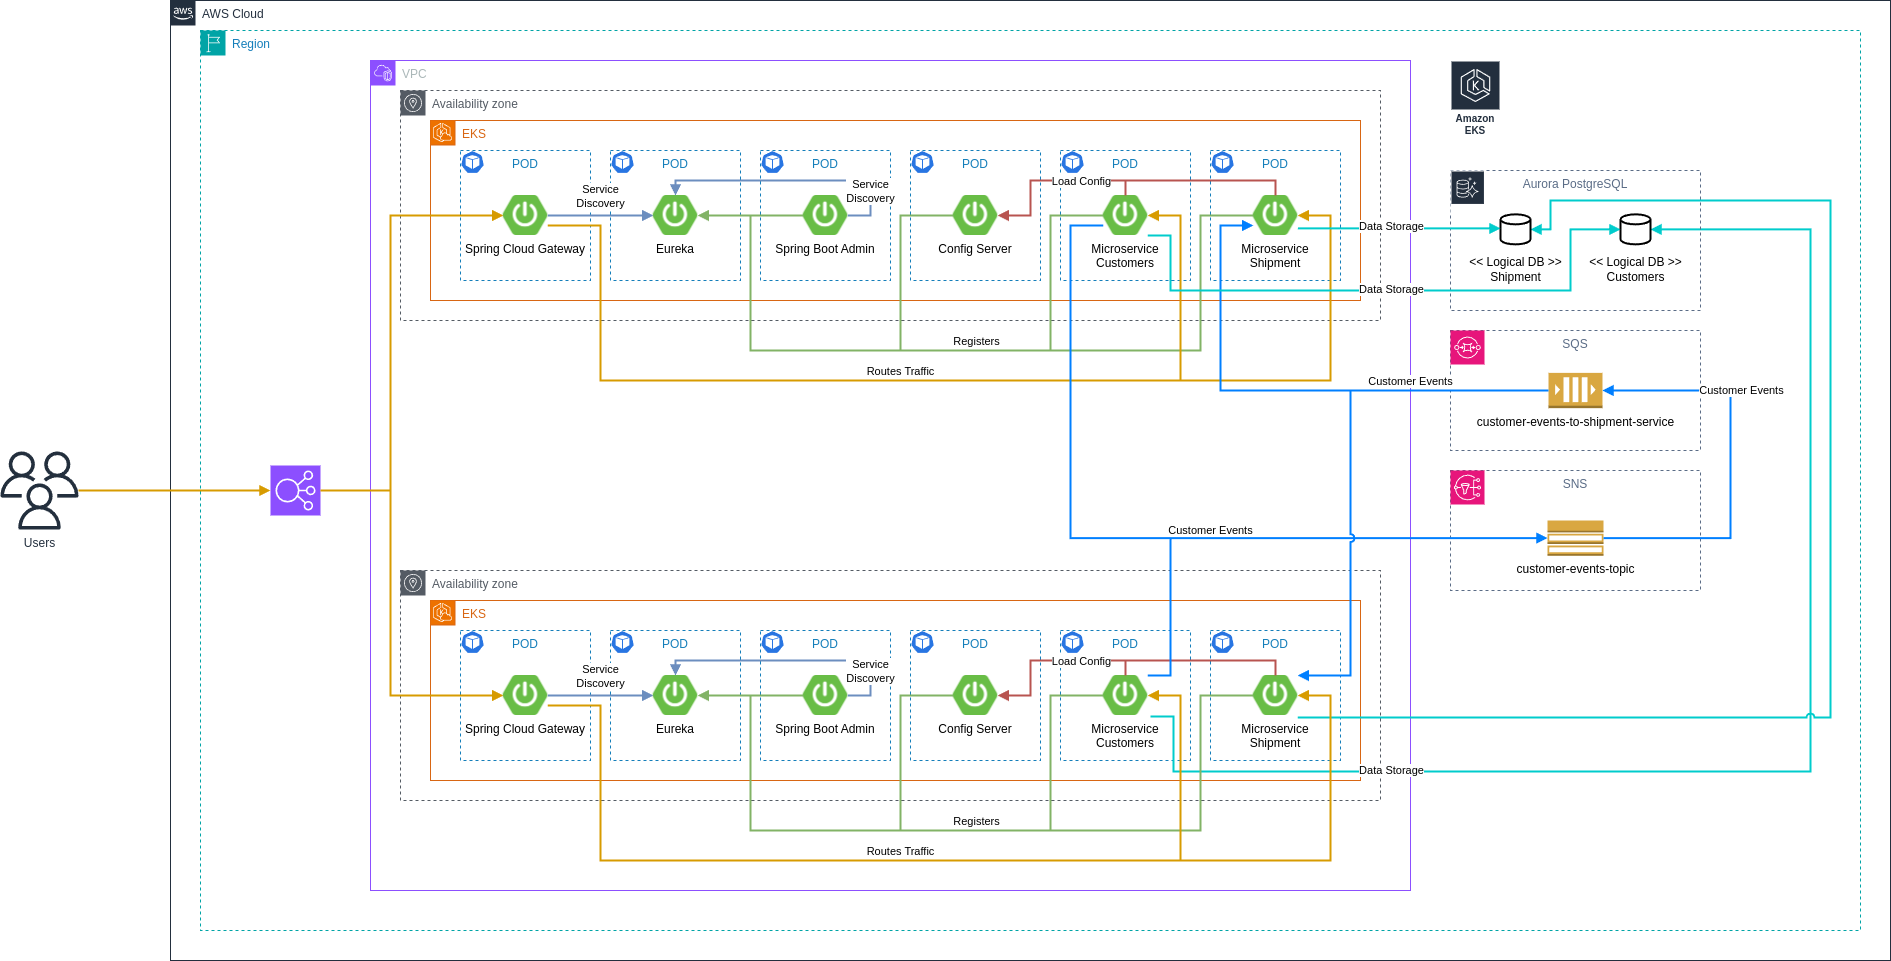 aws
AWS Cloud
Region
VPC
Availability zone
EKS
POD
POD
POD
POD
POD
POD
Service
Discovery
Service
Discovery
Load Config
Spring Cloud Gateway
Eureka
Spring Boot Admin
Config Server
Microservice
Customers
Microservice
Shipment
Data Storage
Data Storage
Registers
Routes Traffic
Amazon
EKS
Aurora PostgreSQL
<< Logical DB >>
Shipment
<< Logical DB >>
Customers
SQS
Customer Events
Customer Events
customer-events-to-shipment-service
SNS
Customer Events
customer-events-topic
Users
Availability zone
EKS
POD
POD
POD
POD
POD
POD
Service
Discovery
Service
Discovery
Load Config
Spring Cloud Gateway
Eureka
Spring Boot Admin
Config Server
Microservice
Customers
Microservice
Shipment
Data Storage
Registers
Routes Traffic